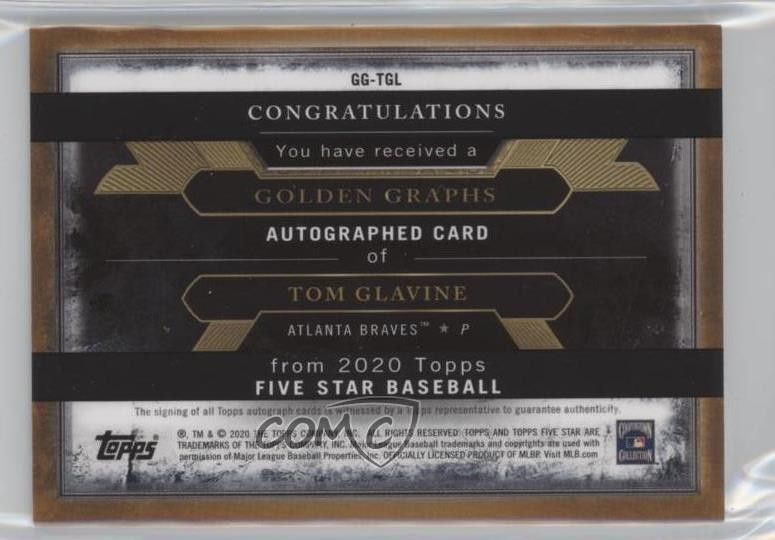 GG-TGL
CONGRATULATIONS
You have received a
GOLDEN GRAPHS
AUTOGRAPHED CARD
of
TOM GLAVINE
ATLANTA BRAVES™ ★ P
from 2020 Topps
FIVE STAR BASEBALL
The signing of all Topps autograph cards is witnessed by a Topps representative to guarantee authenticity.
Topps
®, TM & © 2020 THE TOPPS COMPANY, INC. ALL RIGHTS RESERVED. TOPPS AND TOPPS FIVE STAR ARE
TRADEMARKS OF THE TOPPS COMPANY, INC. Major League Baseball trademarks and copyrights are used with
permission of Major League Baseball Properties, Inc. OFFICIALLY LICENSED PRODUCT OF MLBP. Visit MLB.com
COOPERSTOWN
COLLECTION
COMC